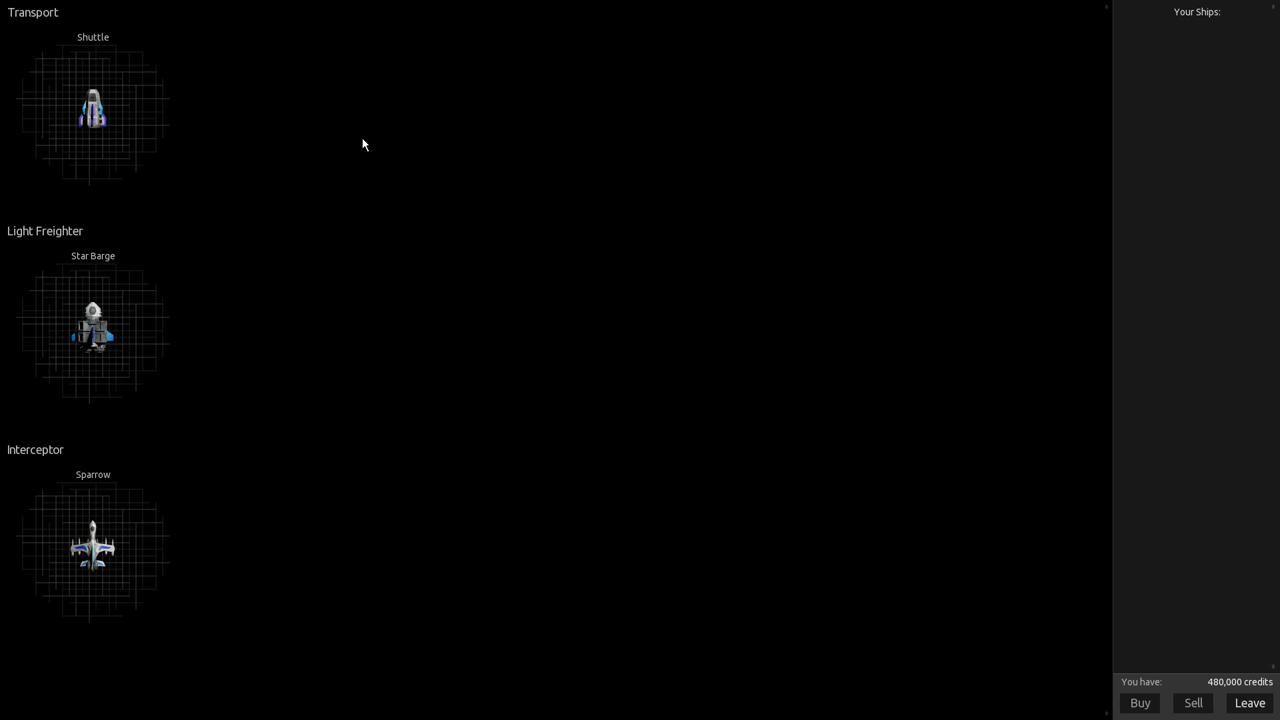 Transport
Shuttle
Light Freighter
Star Barge
Interceptor
Sparrow
Your Ships:
You have: 480,000 credits
Buy Sell Leave